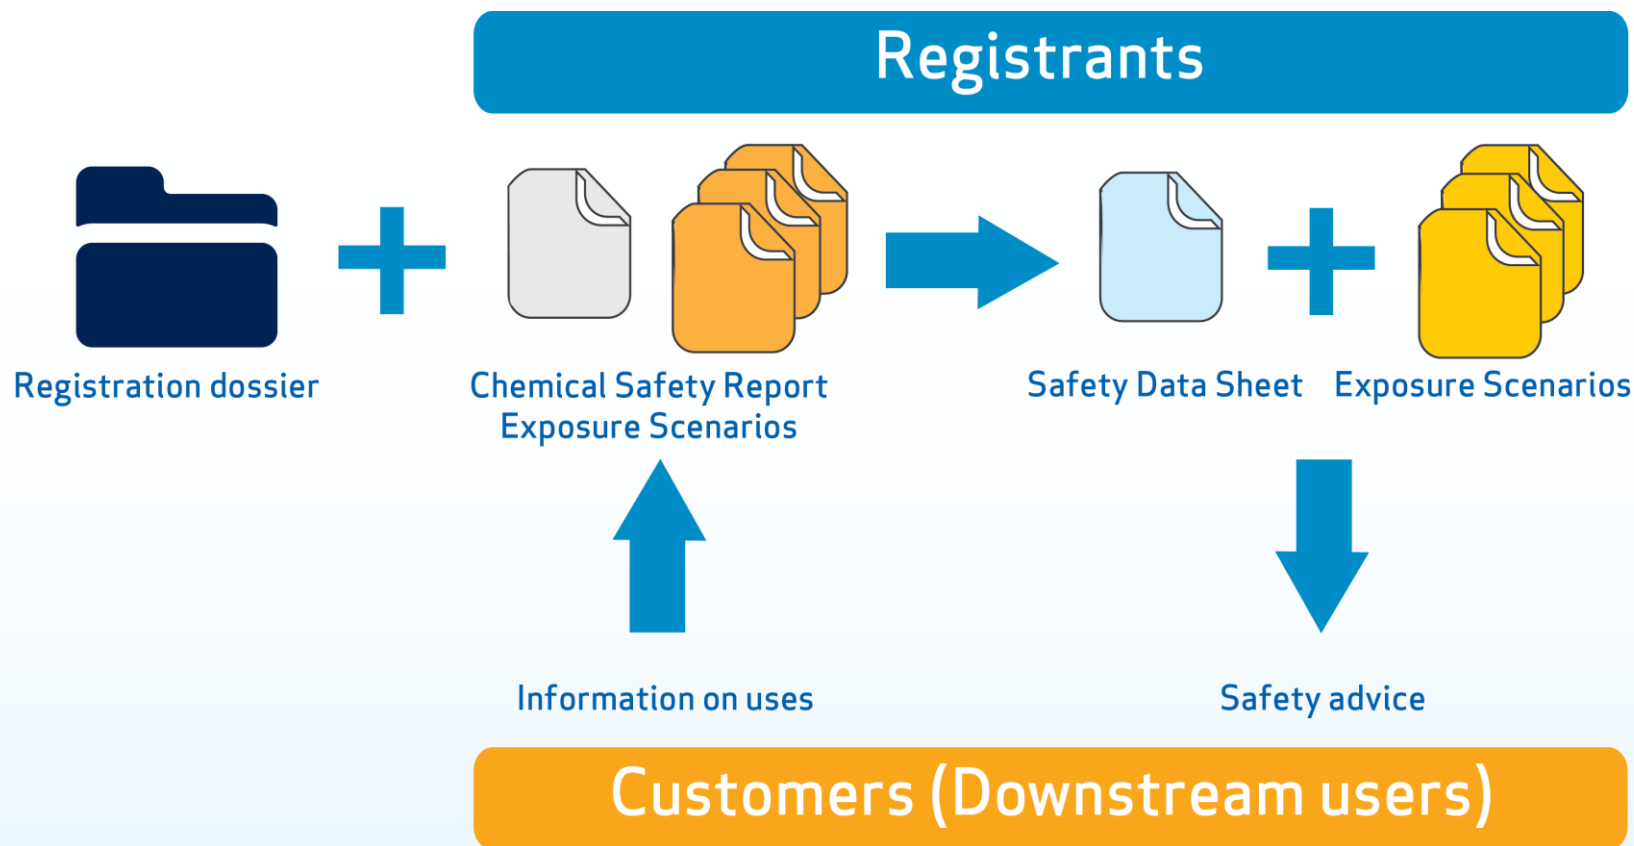 Registrants
Registration dossier
Chemical Safety Report
Exposure Scenarios
Safety Data Sheet
Exposure Scenarios
Information on uses
Safety advice
Customers (Downstream users)